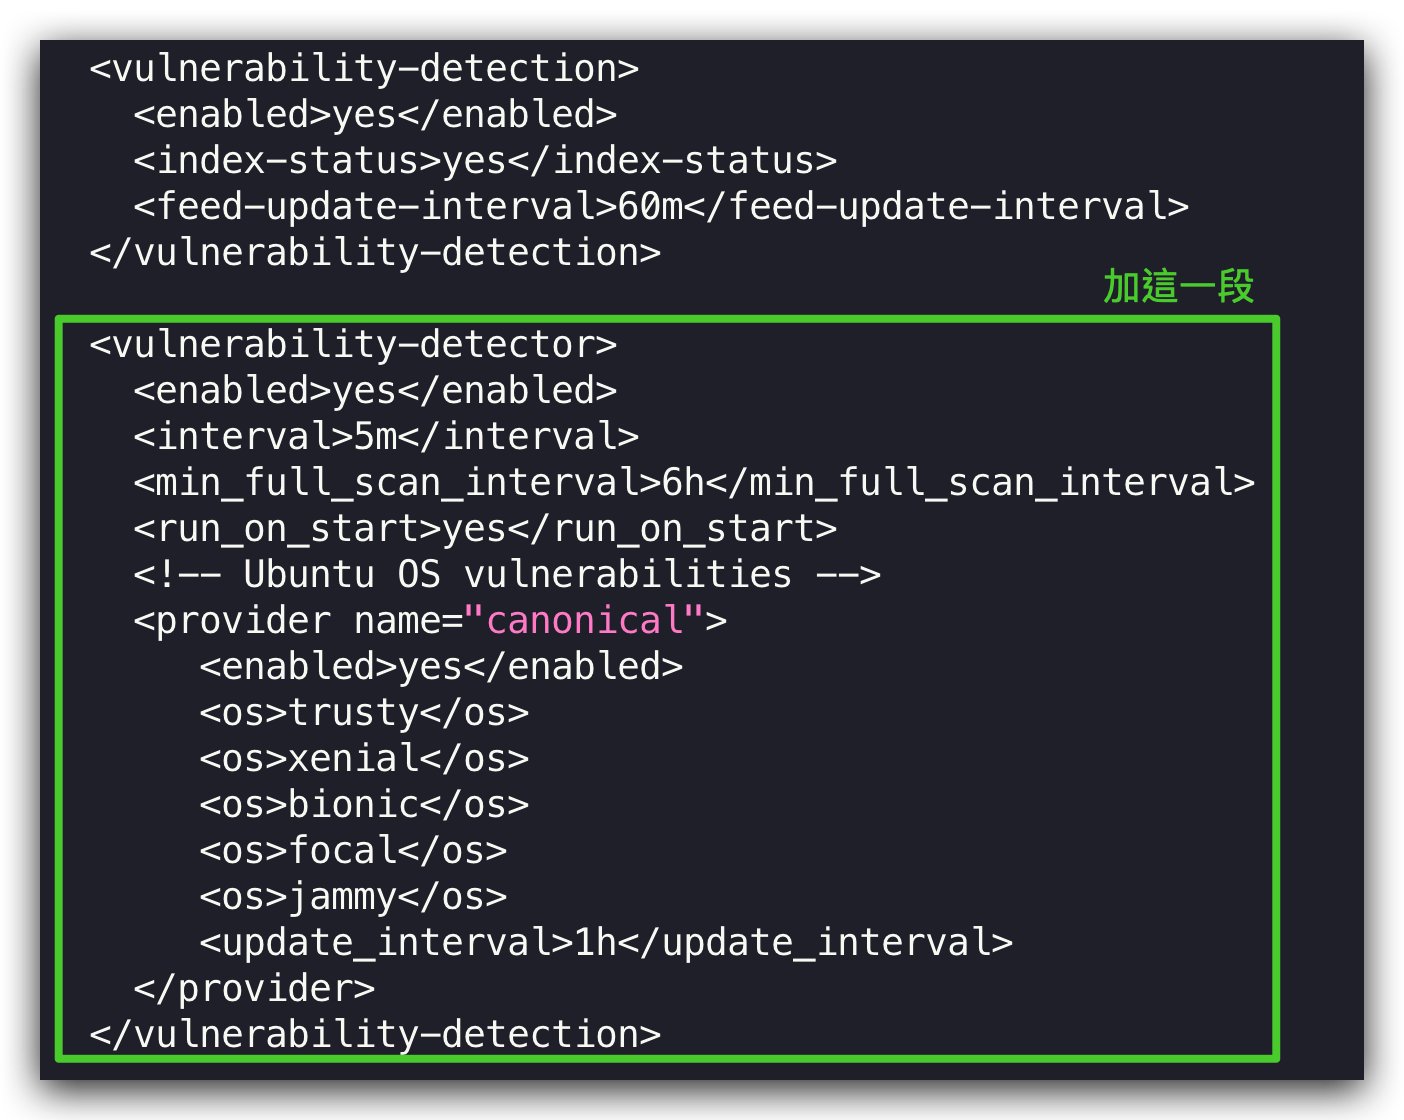 <vulnerability-detection>
  <enabled>yes</enabled>
  <index-status>yes</index-status>
  <feed-update-interval>60m</feed-update-interval>
</vulnerability-detection>
加這一段
<vulnerability-detector>
  <enabled>yes</enabled>
  <interval>5m</interval>
  <min_full_scan_interval>6h</min_full_scan_interval>
  <run_on_start>yes</run_on_start>
  <!-- Ubuntu OS vulnerabilities -->
  <provider name="canonical">
     <enabled>yes</enabled>
     <os>trusty</os>
     <os>xenial</os>
     <os>bionic</os>
     <os>focal</os>
     <os>jammy</os>
     <update_interval>1h</update_interval>
  </provider>
</vulnerability-detection>